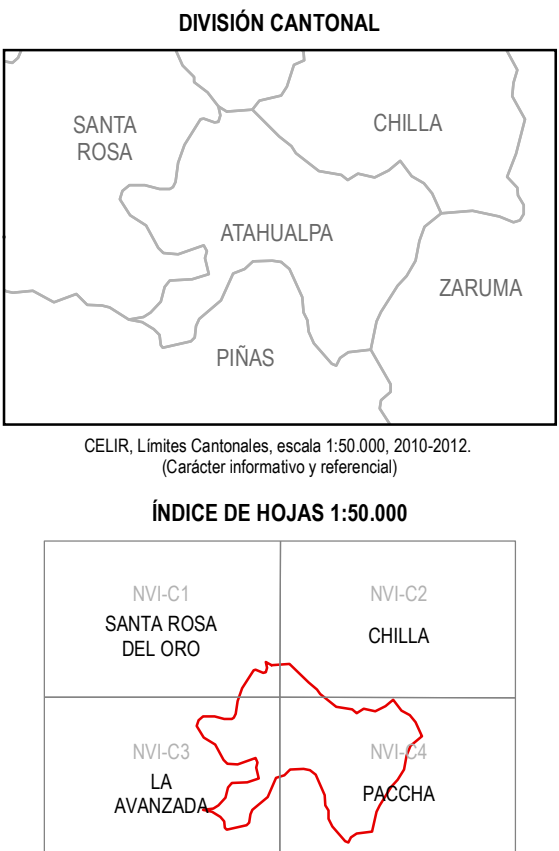 DIVISIÓN CANTONAL
SANTA
ROSA
CHILLA
ATAHUALPA
ZARUMA
PIÑAS
CELIR, Límites Cantonales, escala 1:50.000, 2010-2012.
(Carácter informativo y referencial)
ÍNDICE DE HOJAS 1:50.000
NVI-C1
SANTA ROSA
DEL ORO
NVI-C2
CHILLA
NVI-C3
LA
AVANZADA
NVI-C4
PACCHA